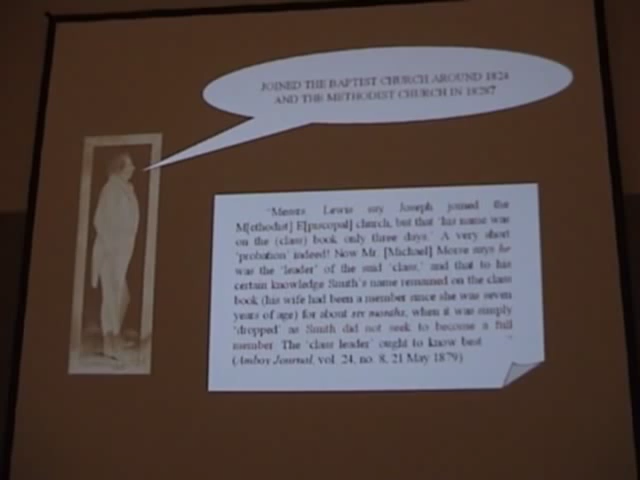 JOINED THE BAPTIST CHURCH AROUND 1824
AND THE METHODEST CHURCH IN 1828?
"Messrs. Lewis say Joseph joined the
M[ethodist] E[piscopal] church, but that 'his name was
on the (class) book only three days.' A very short
'probation' indeed! Now Mr. [Michael] Morse says he
was the 'leader' of the said 'class,' and that to his
certain knowledge Smith's name remained on the class
book (his wife had been a member since she was seven
years of age) for about six months, when it was simply
'dropped' as Smith did not seek to become a full
member. The 'class leader' ought to know best
(Amboy Journal, vol. 24, no. 8, 21 May 1879)